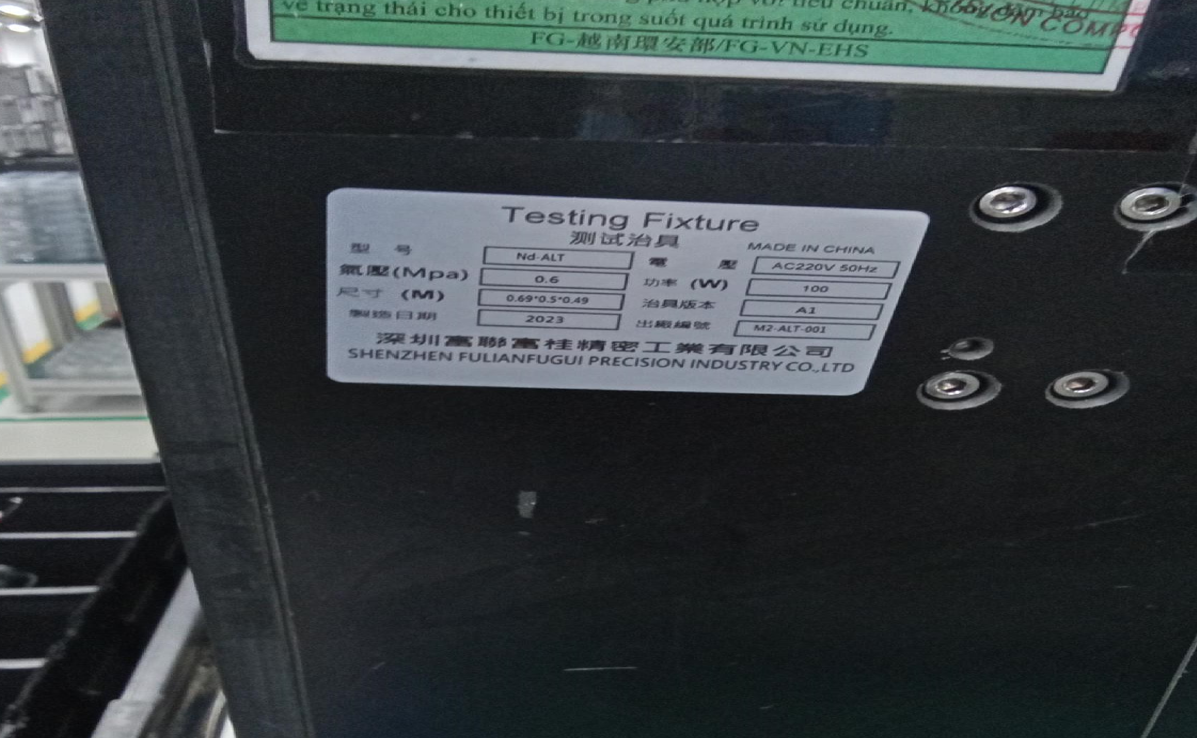 vẽ trạng thái cho thiết bị trong suốt quá trình sử dụng.
FG-越南環安部/FG-VN-EHS
Testing Fixture
测试治具
MADE IN CHINA
型 号 Nd-ALT 電 壓 AC220V 50Hz
氣壓(Mpa) 0.6 功率 (W) 100
尺寸 (M) 0.69*0.5*0.49 治具版本 A1
製造日期 2023 出厰編號 M2-ALT-001
深圳富聯富桂精密工業有限公司
SHENZHEN FULIANFUGUI PRECISION INDUSTRY CO.,LTD